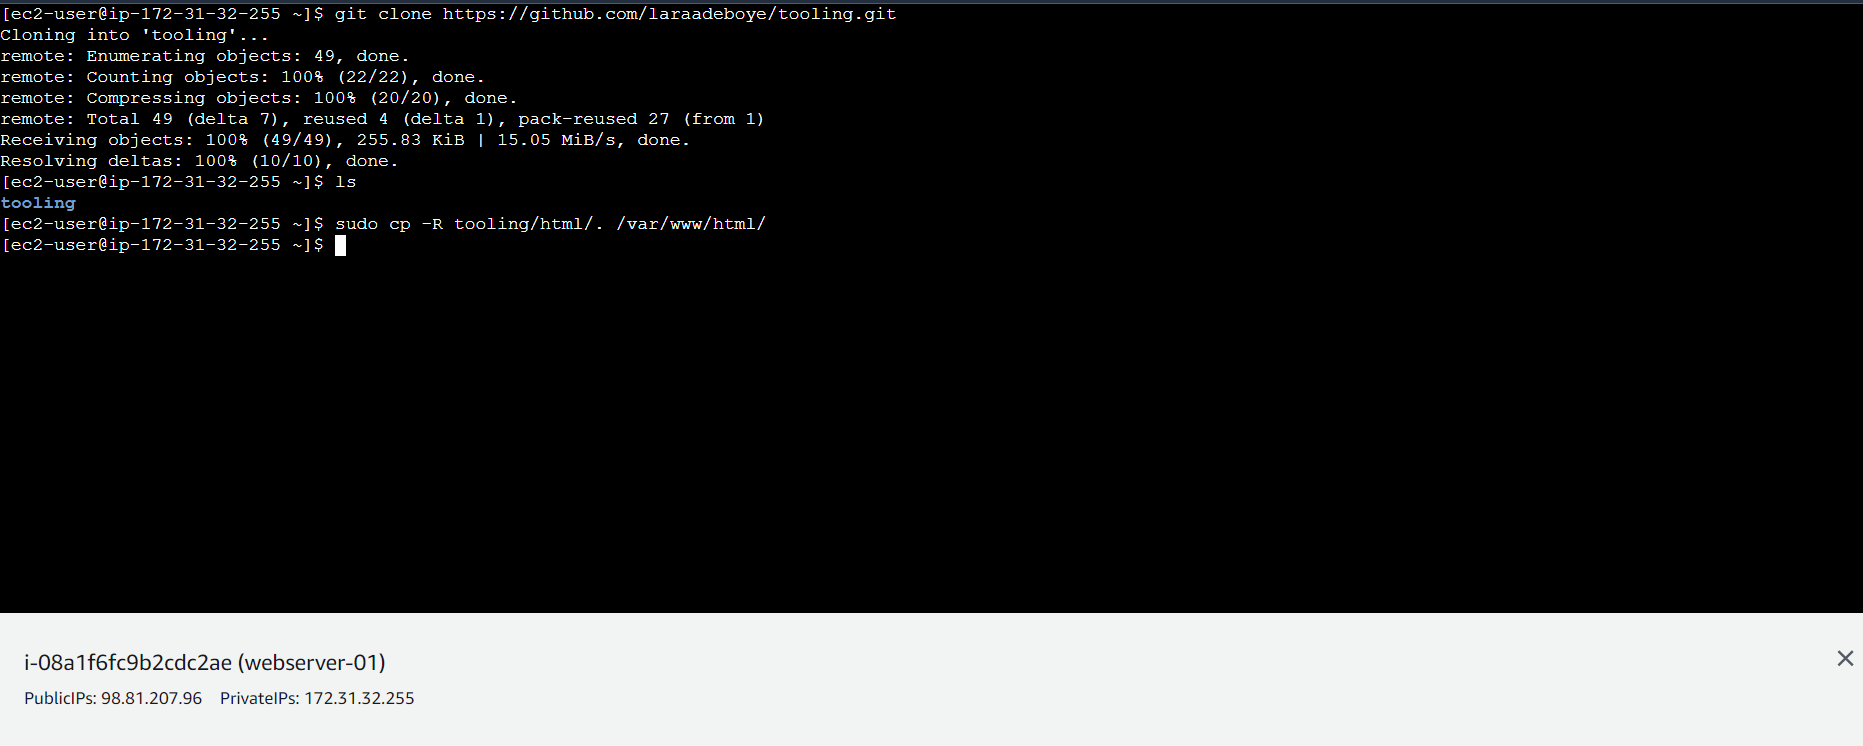 [ec2-user@ip-172-31-32-255 ~]$ git clone https://github.com/laraadeboye/tooling.git
Cloning into 'tooling'...
remote: Enumerating objects: 49, done.
remote: Counting objects: 100% (22/22), done.
remote: Compressing objects: 100% (20/20), done.
remote: Total 49 (delta 7), reused 4 (delta 1), pack-reused 27 (from 1)
Receiving objects: 100% (49/49), 255.83 KiB | 15.05 MiB/s, done.
Resolving deltas: 100% (10/10), done.
[ec2-user@ip-172-31-32-255 ~]$ ls
tooling
[ec2-user@ip-172-31-32-255 ~]$ sudo cp -R tooling/html/. /var/www/html/
[ec2-user@ip-172-31-32-255 ~]$
i-08a1f6fc9b2cdc2ae (webserver-01)
PublicIPs: 98.81.207.96 PrivateIPs: 172.31.32.255